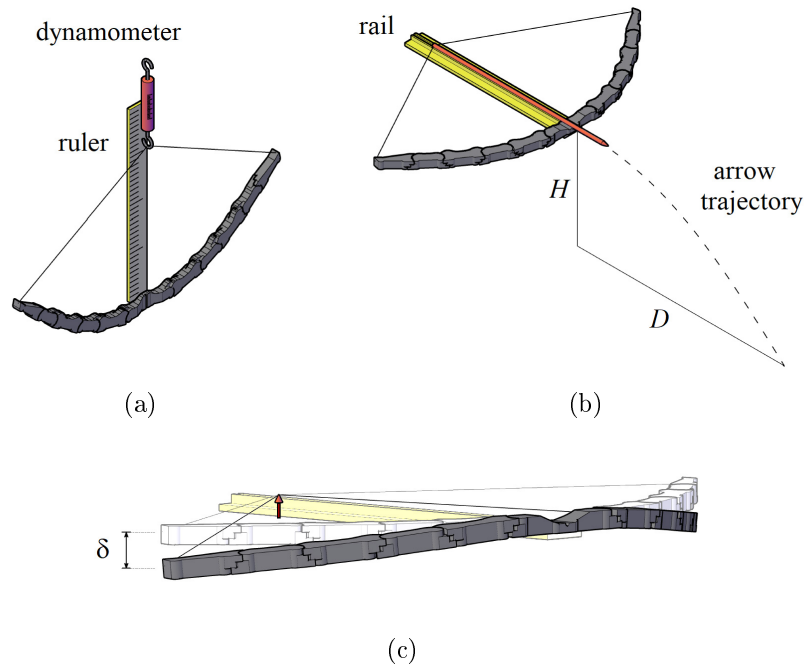 dynamometer
ruler
(a)
rail
H
arrow
trajectory
D
(b)
δ
(c)